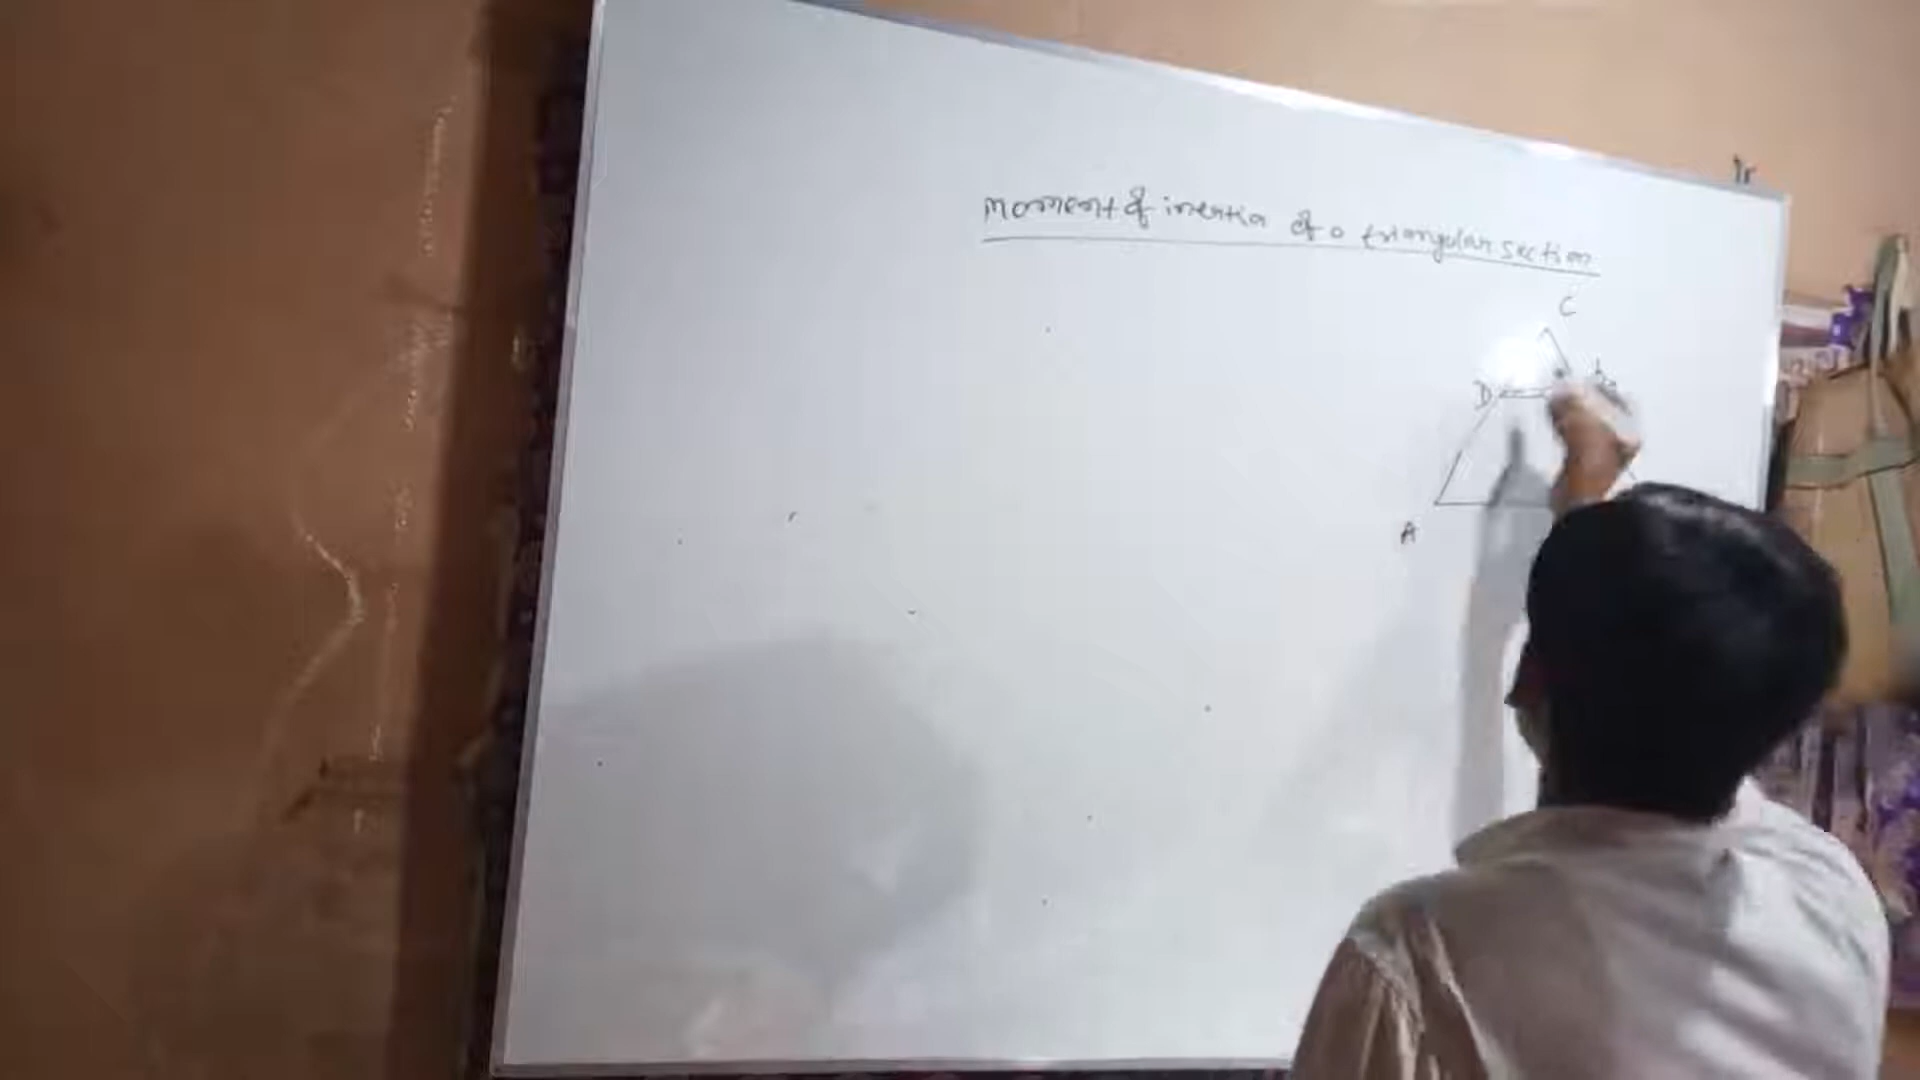 Moment of inertia of a triangular section
C
D
A